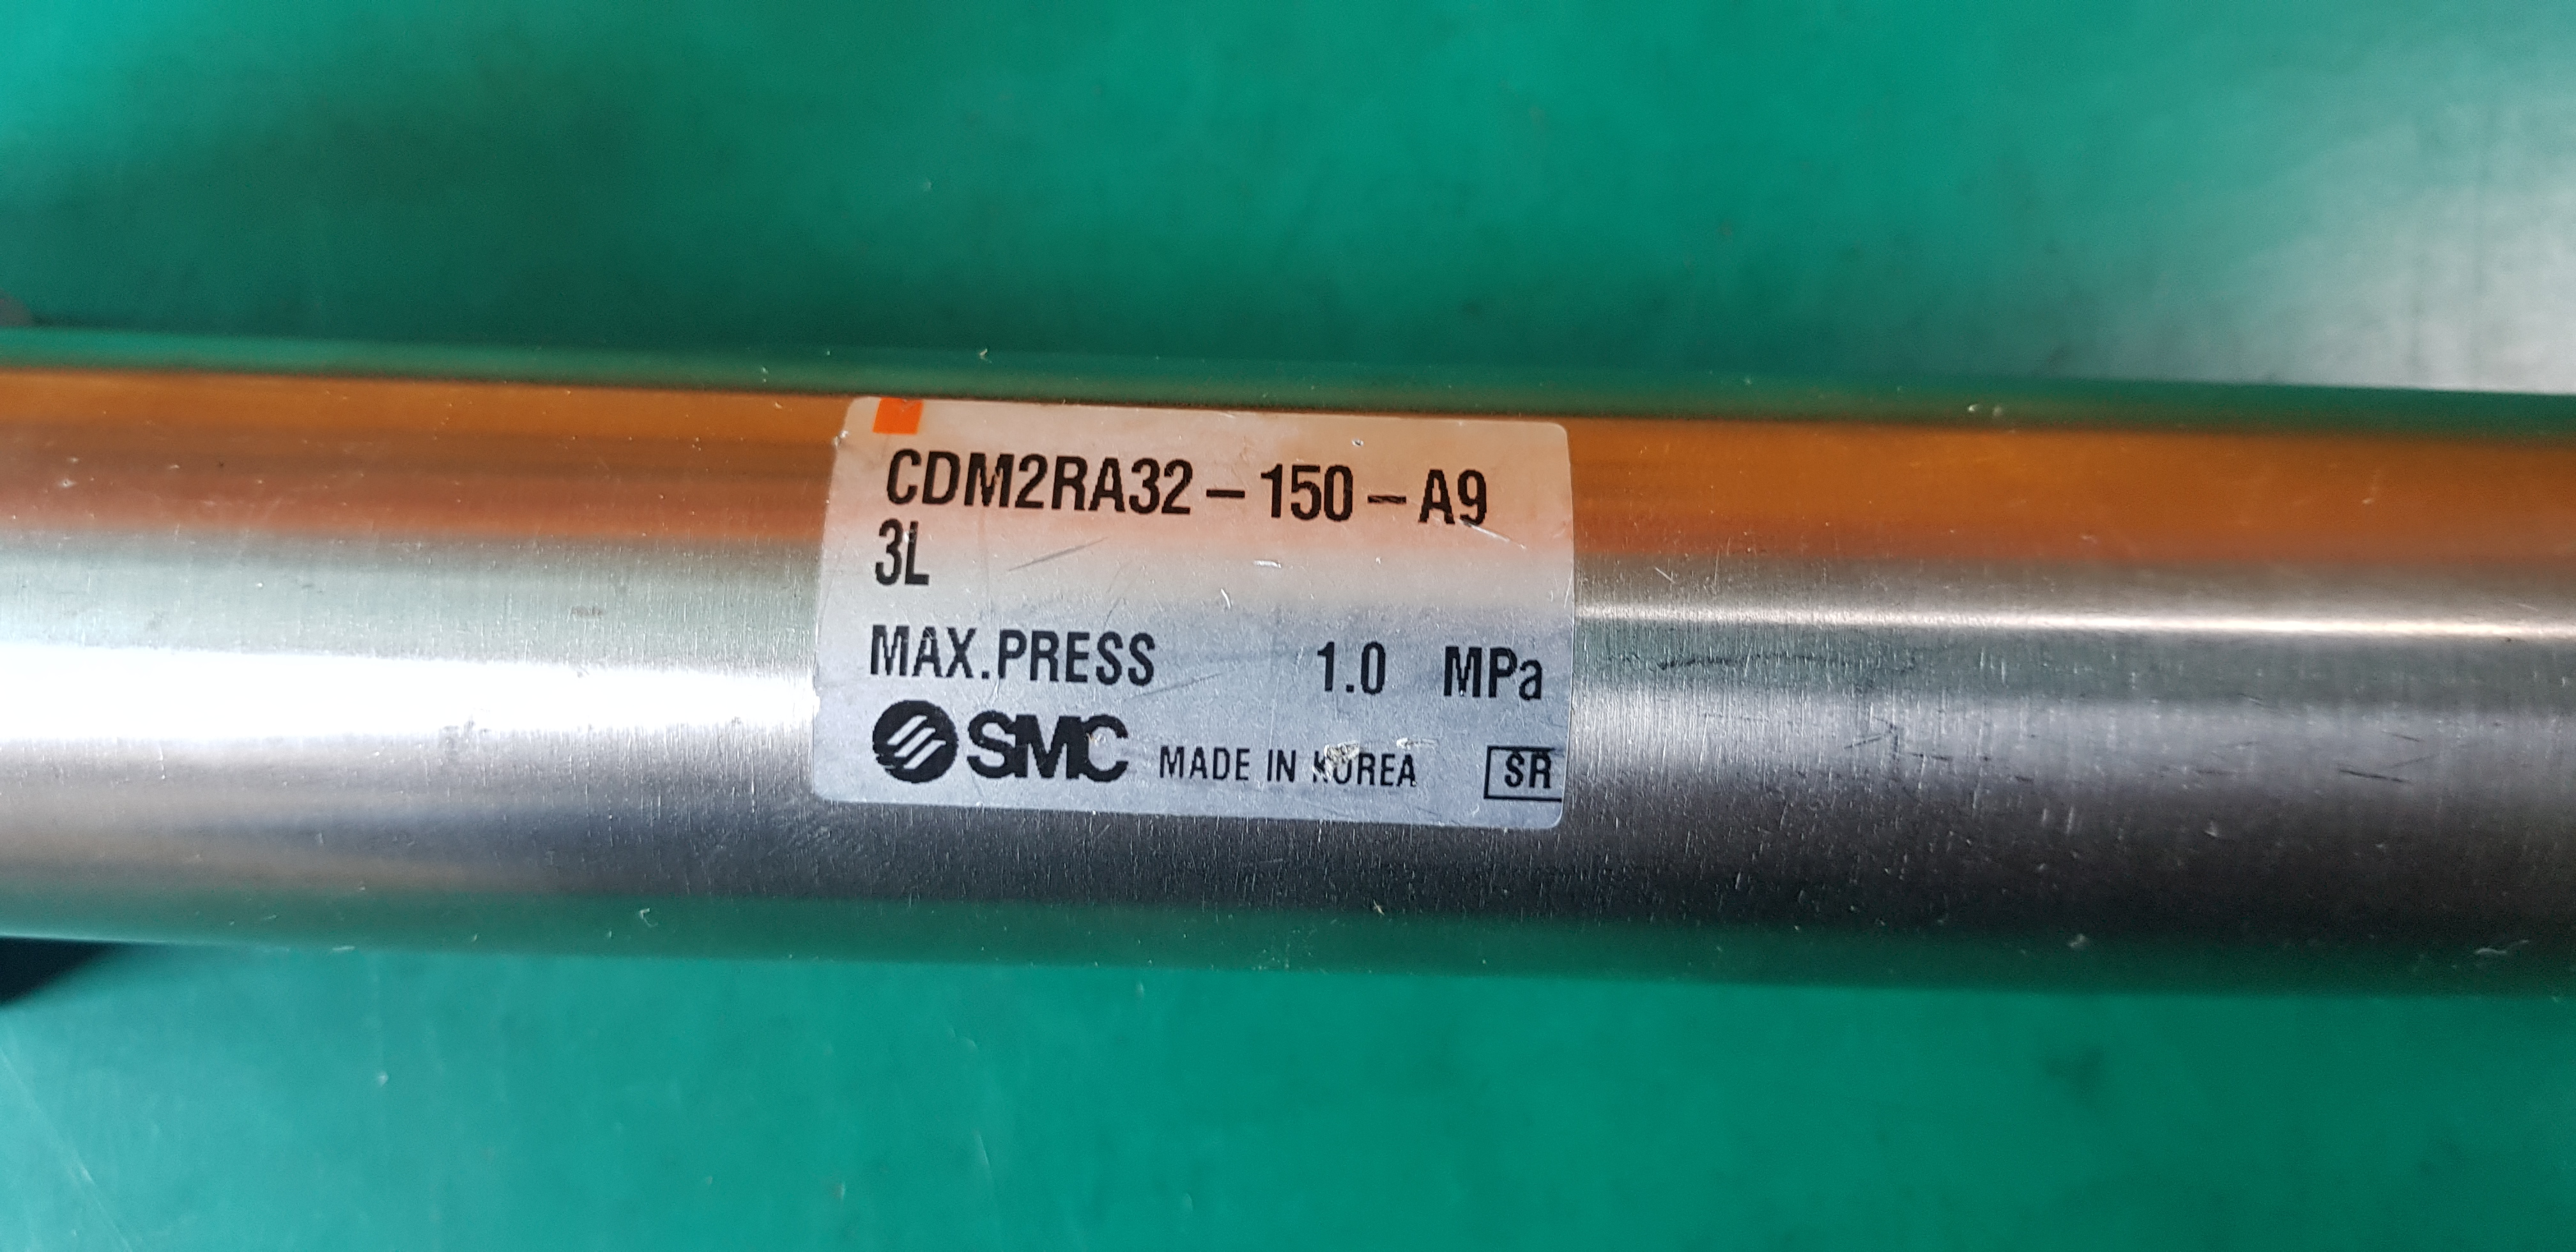 CDM2RA32-150-A9
3L
MAX.PRESS 1.0 MPa
SMC MADE IN KOREA SR